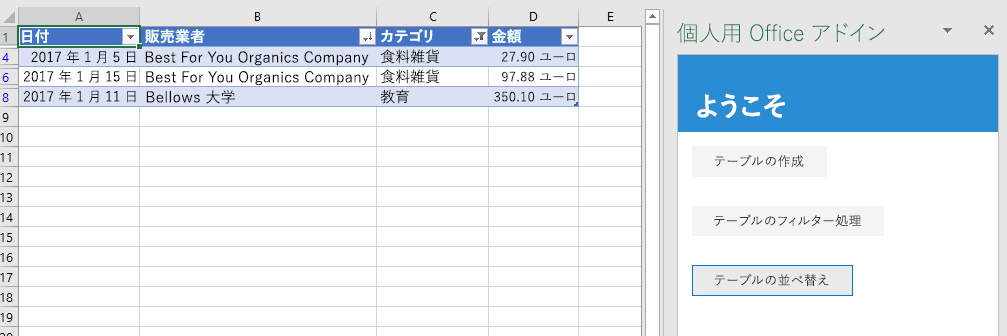 A B C D E
1 日付 販売業者 カテゴリ 金額
4 2017 年 1 月 5 日 Best For You Organics Company 食料雑貨 27.90 ユーロ
6 2017 年 1 月 15 日 Best For You Organics Company 食料雑貨 97.88 ユーロ
8 2017 年 1 月 11 日 Bellows 大学 教育 350.10 ユーロ
9
10
11
12
13
14
15
16
17
18
19
個人用 Office アドイン
ようこそ
テーブルの作成
テーブルのフィルター処理
テーブルの並べ替え